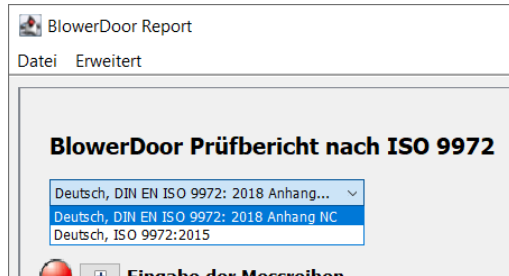 BlowerDoor Report
Datei Erweitert
BlowerDoor Prüfbericht nach ISO 9972
Deutsch, DIN EN ISO 9972: 2018 Anhang...
Deutsch, DIN EN ISO 9972: 2018 Anhang NC
Deutsch, ISO 9972:2015
Eingabe der Messreihen